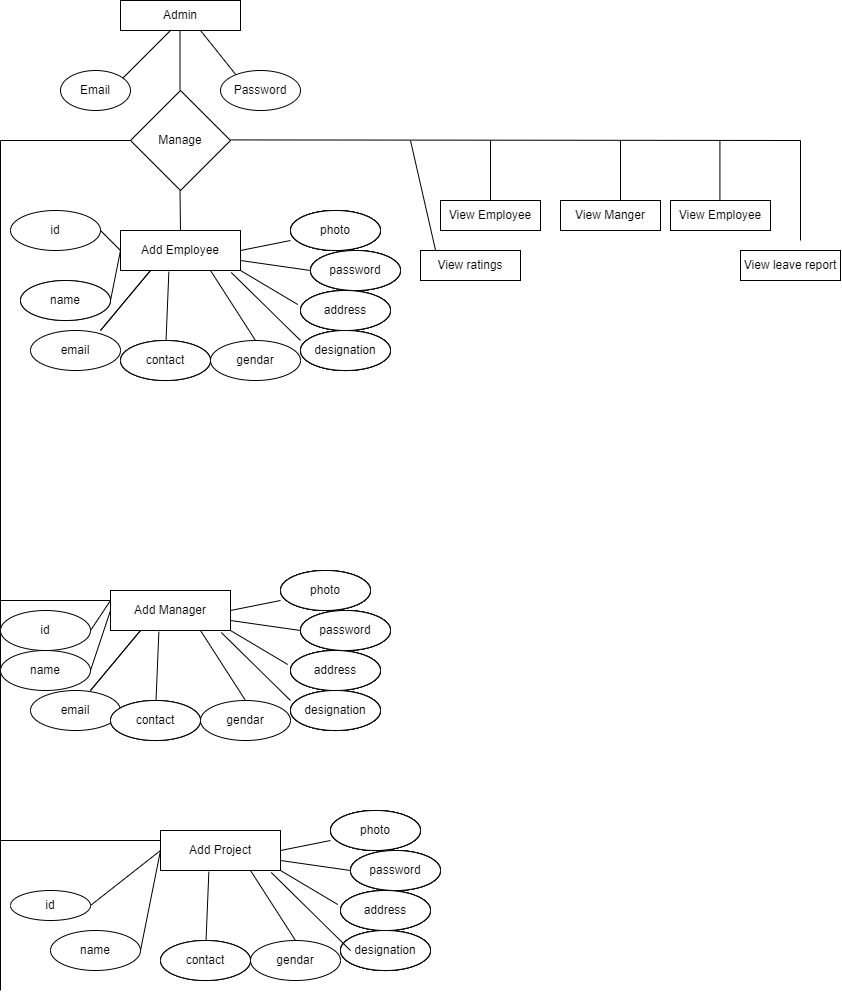 Admin
Email
Password
Manage
View Employee
View Manger
View Employee
id
photo
Add Employee
View ratings
View leave report
password
name
address
email
contact
gendar
designation
photo
Add Manager
id
password
name
address
email
contact
gendar
designation
photo
Add Project
password
id
address
name
contact
gendar
designation